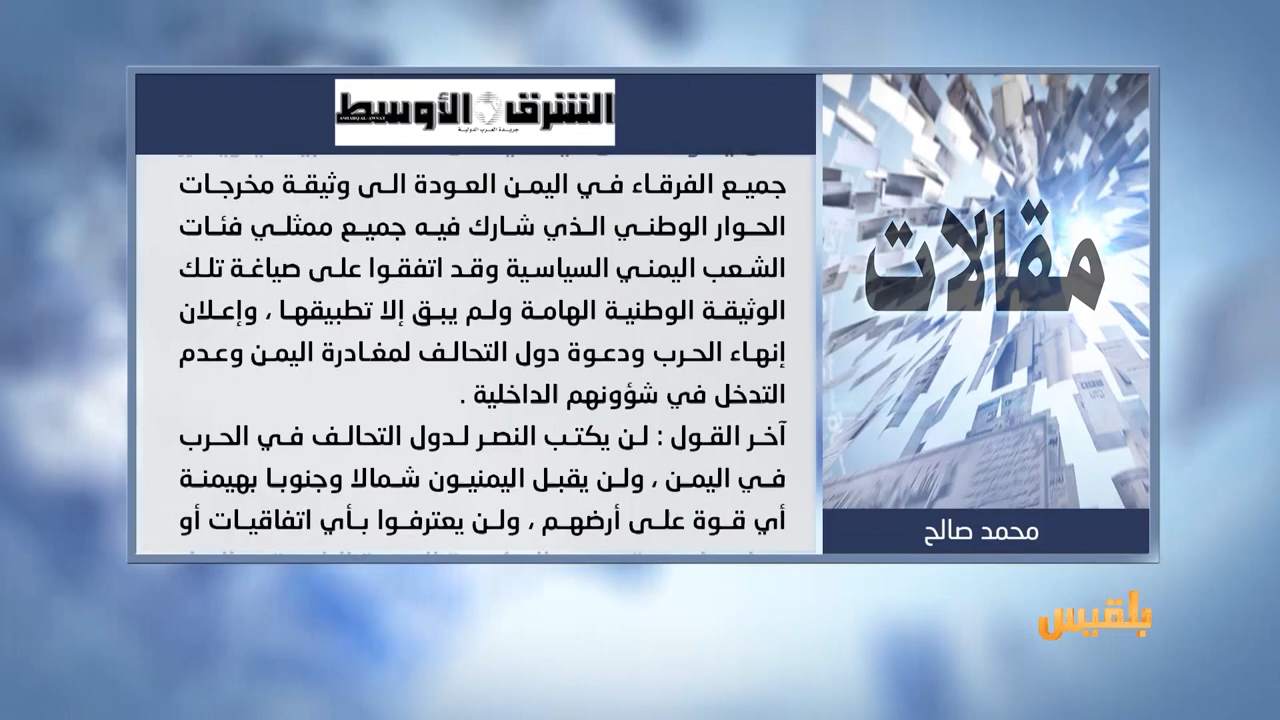 الشرق الأوسط
ASHARQ AL-AWSAT
جريدة العرب الدولية
جميع الفرقاء في اليمن العودة الى وثيقة مخرجات
الحوار الوطني الذي شارك فيه جميع ممثلي فئات
الشعب اليمني السياسية وقد اتفقوا على صياغة تلك
الوثيقة الوطنية الهامة ولم يبق إلا تطبيقها ، وإعلان
إنهاء الحرب ودعوة دول التحالف لمغادرة اليمن وعدم
التدخل في شؤونهم الداخلية .
آخر القول : لن يكتب النصر لدول التحالف في الحرب
في اليمن ، ولن يقبل اليمنيون شمالا وجنوبا بهيمنة
أي قوة على أرضهم ، ولن يعترفوا بأي اتفاقيات أو
مقالات
محمد صالح
بلقيس